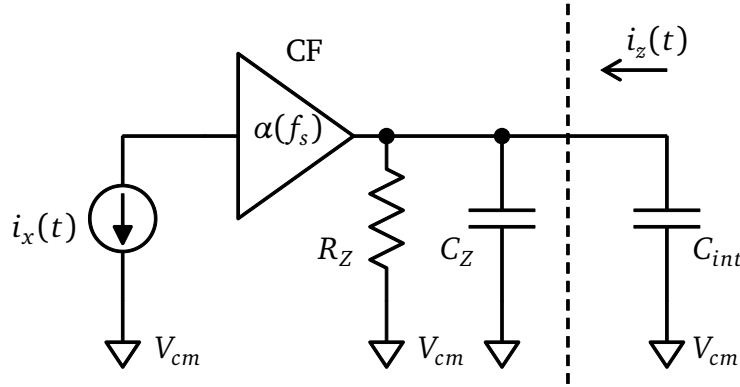 CF
i_z(t)
α(f_s)
i_x(t)
R_Z
C_Z
C_int
V_cm
V_cm
V_cm